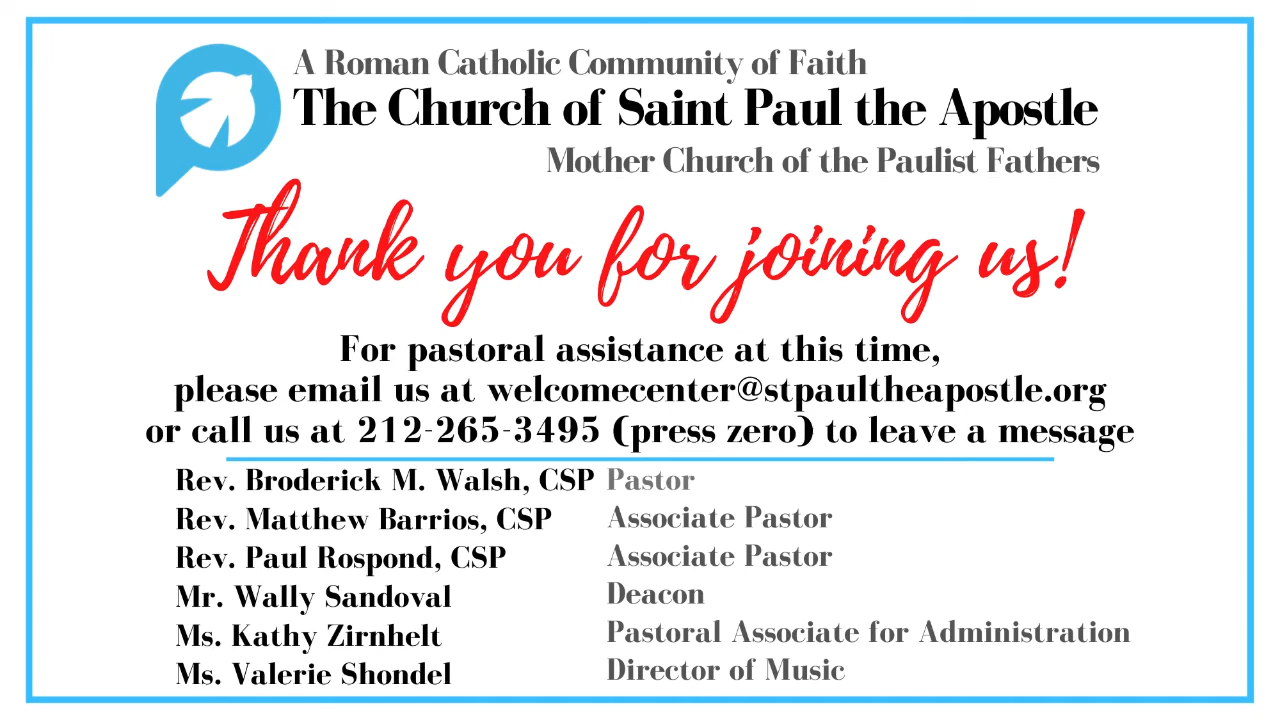 A Roman Catholic Community of Faith
The Church of Saint Paul the Apostle
Mother Church of the Paulist Fathers
Thank you for joining us!
For pastoral assistance at this time,
please email us at welcomecenter@stpaultheapostle.org
or call us at 212-265-3495 (press zero) to leave a message
Rev. Broderick M. Walsh, CSP Pastor
Rev. Matthew Barrios, CSP Associate Pastor
Rev. Paul Rospond, CSP Associate Pastor
Mr. Wally Sandoval Deacon
Ms. Kathy Zirnhelt Pastoral Associate for Administration
Ms. Valerie Shondel Director of Music